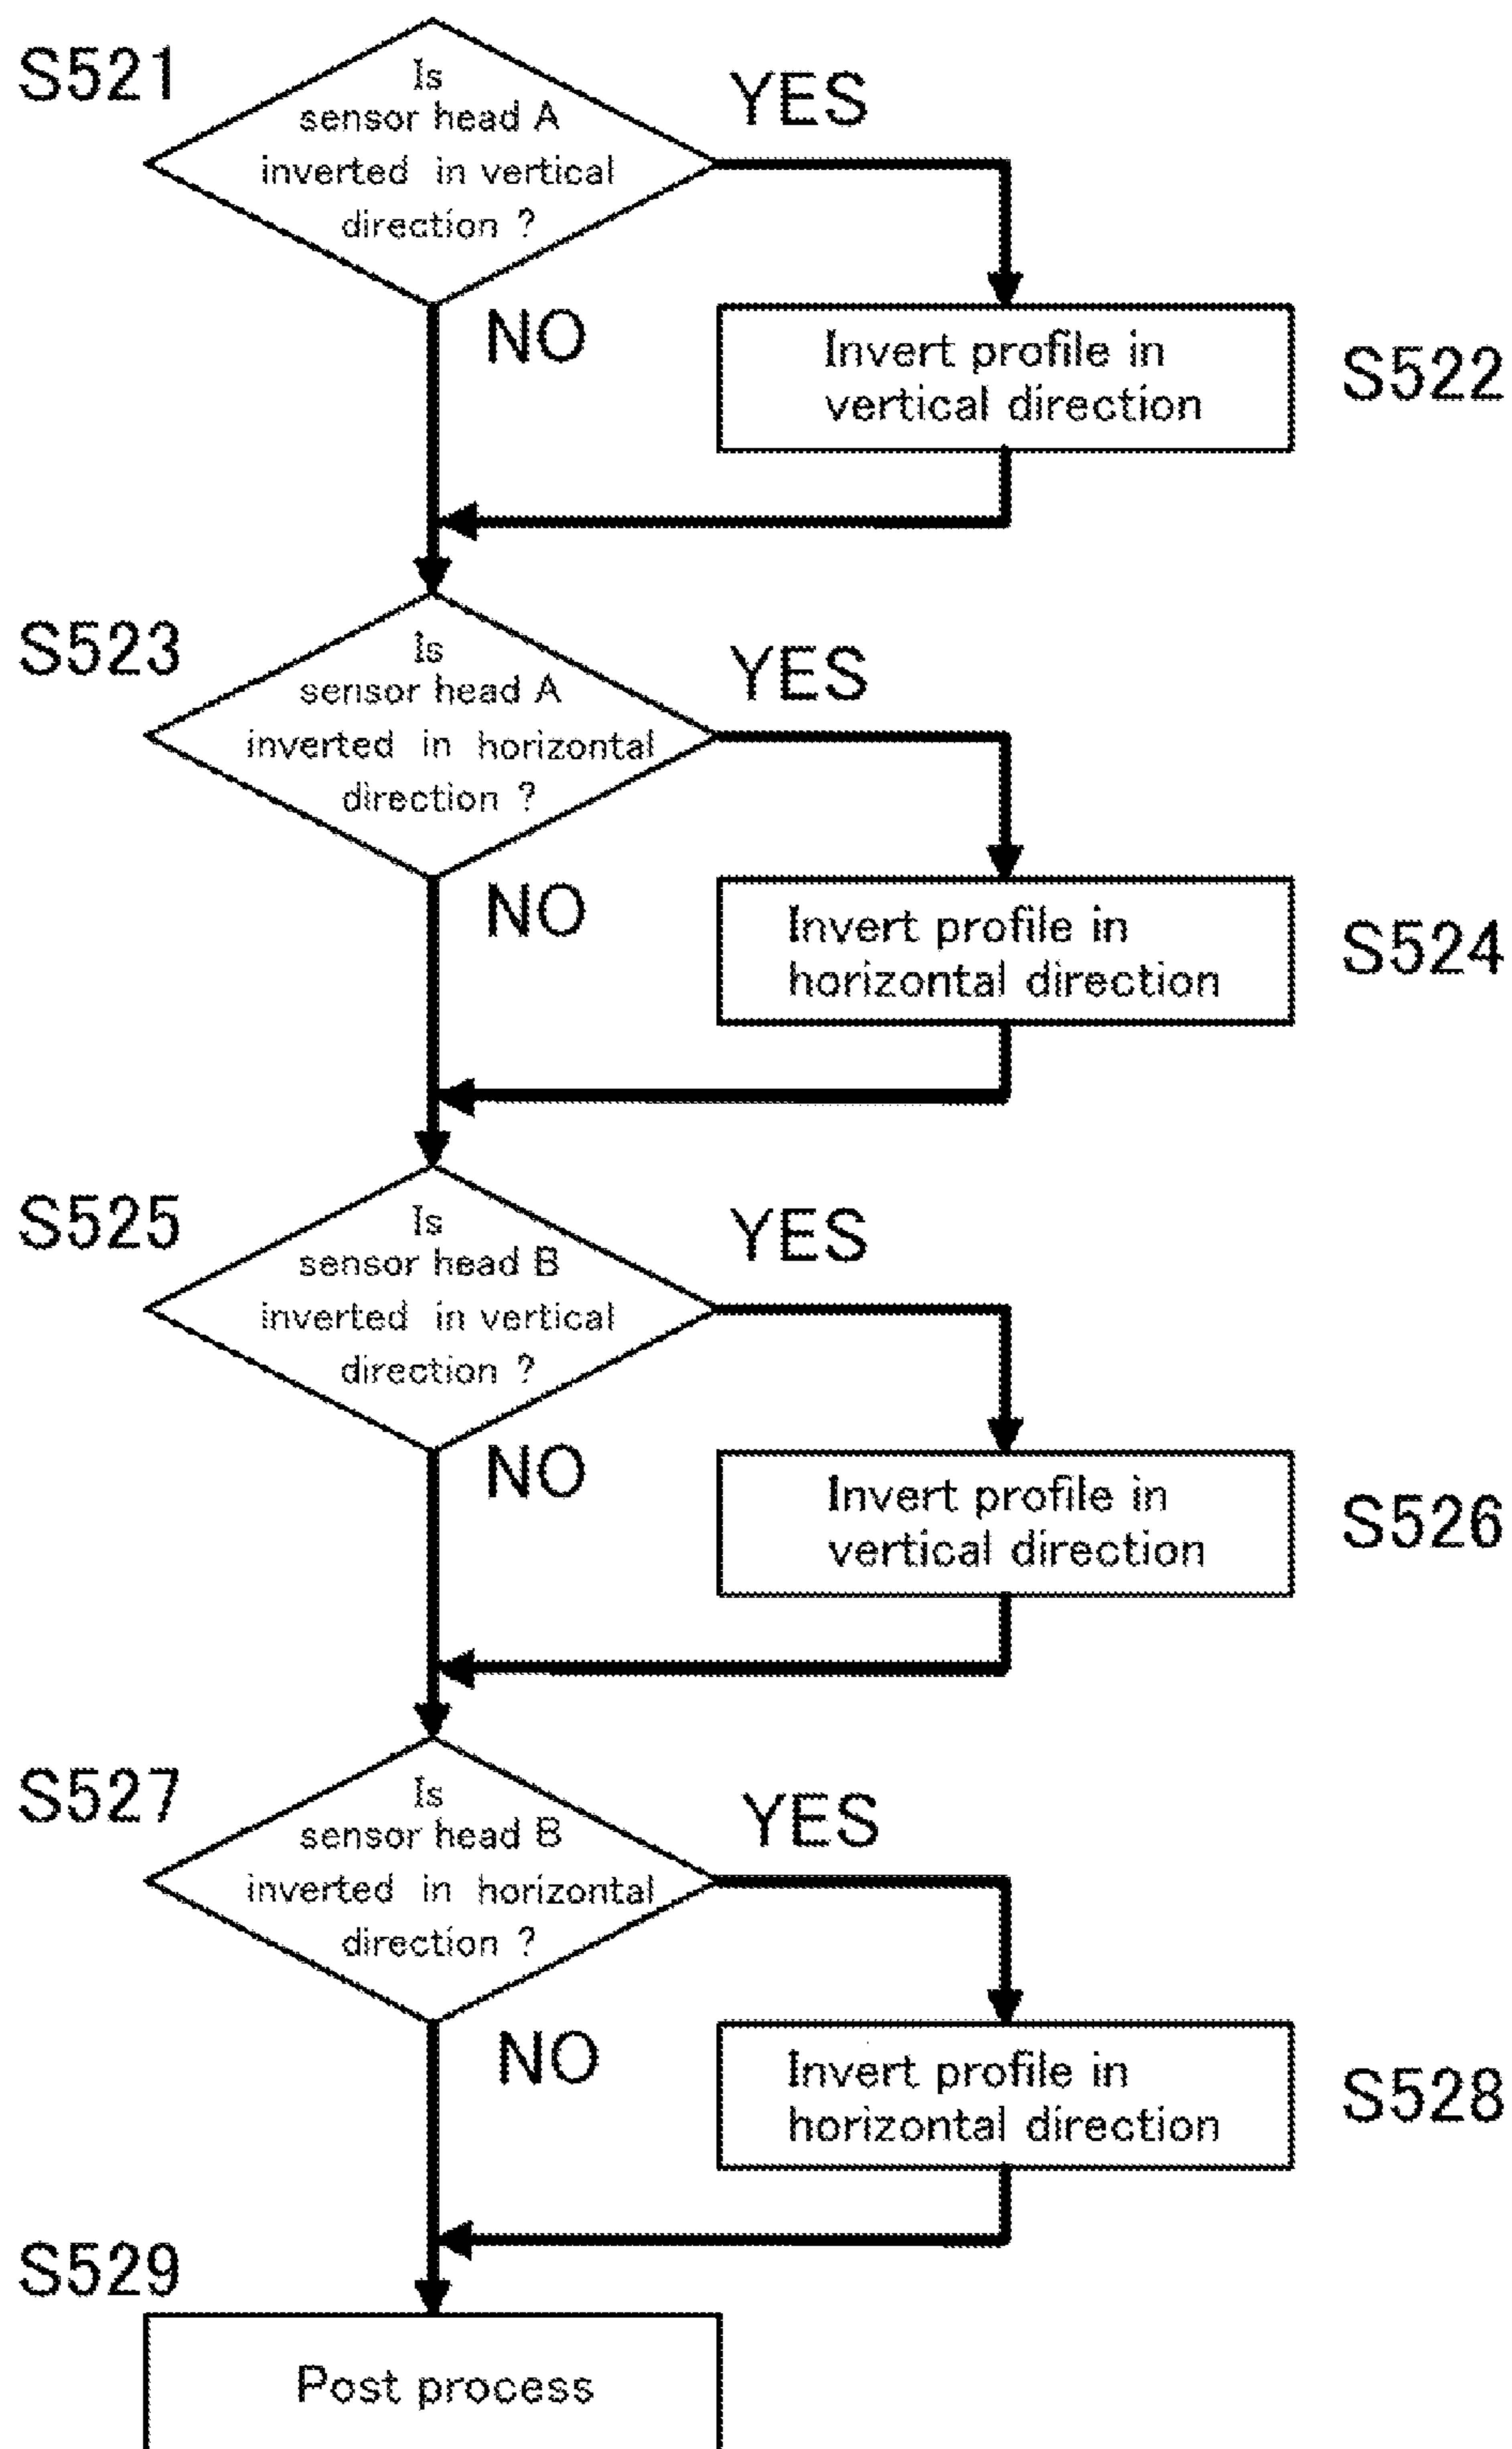 S521
Is
sensor head A
inverted in vertical
direction ?
YES
NO
Invert profile in
vertical direction
S522
S523
Is
sensor head A
inverted in horizontal
direction ?
YES
NO
Invert profile in
horizontal direction
S524
S525
Is
sensor head B
inverted in vertical
direction ?
YES
NO
Invert profile in
vertical direction
S526
S527
Is
sensor head B
inverted in horizontal
direction ?
YES
NO
Invert profile in
horizontal direction
S528
S529
Post process